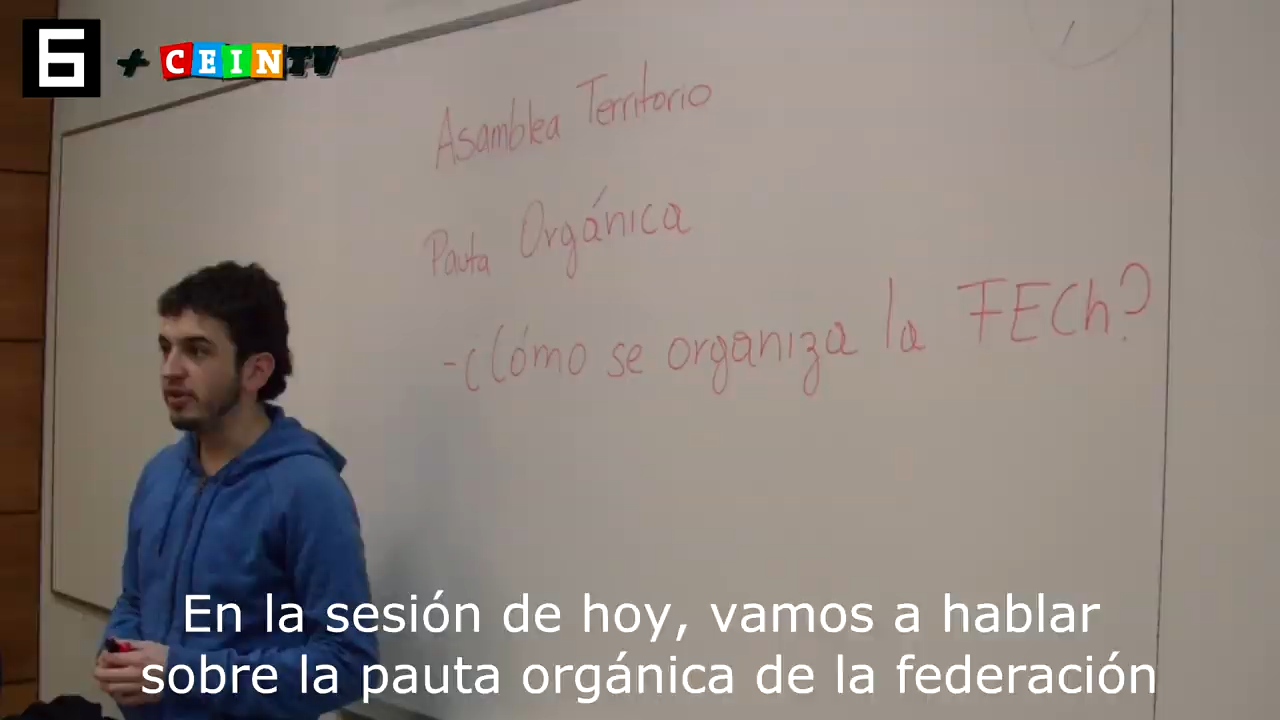 6 + CEINTV
Asamblea Territorio
Pauta Orgánica
-¿Cómo se organiza la FECh?
En la sesión de hoy, vamos a hablar
sobre la pauta orgánica de la federación